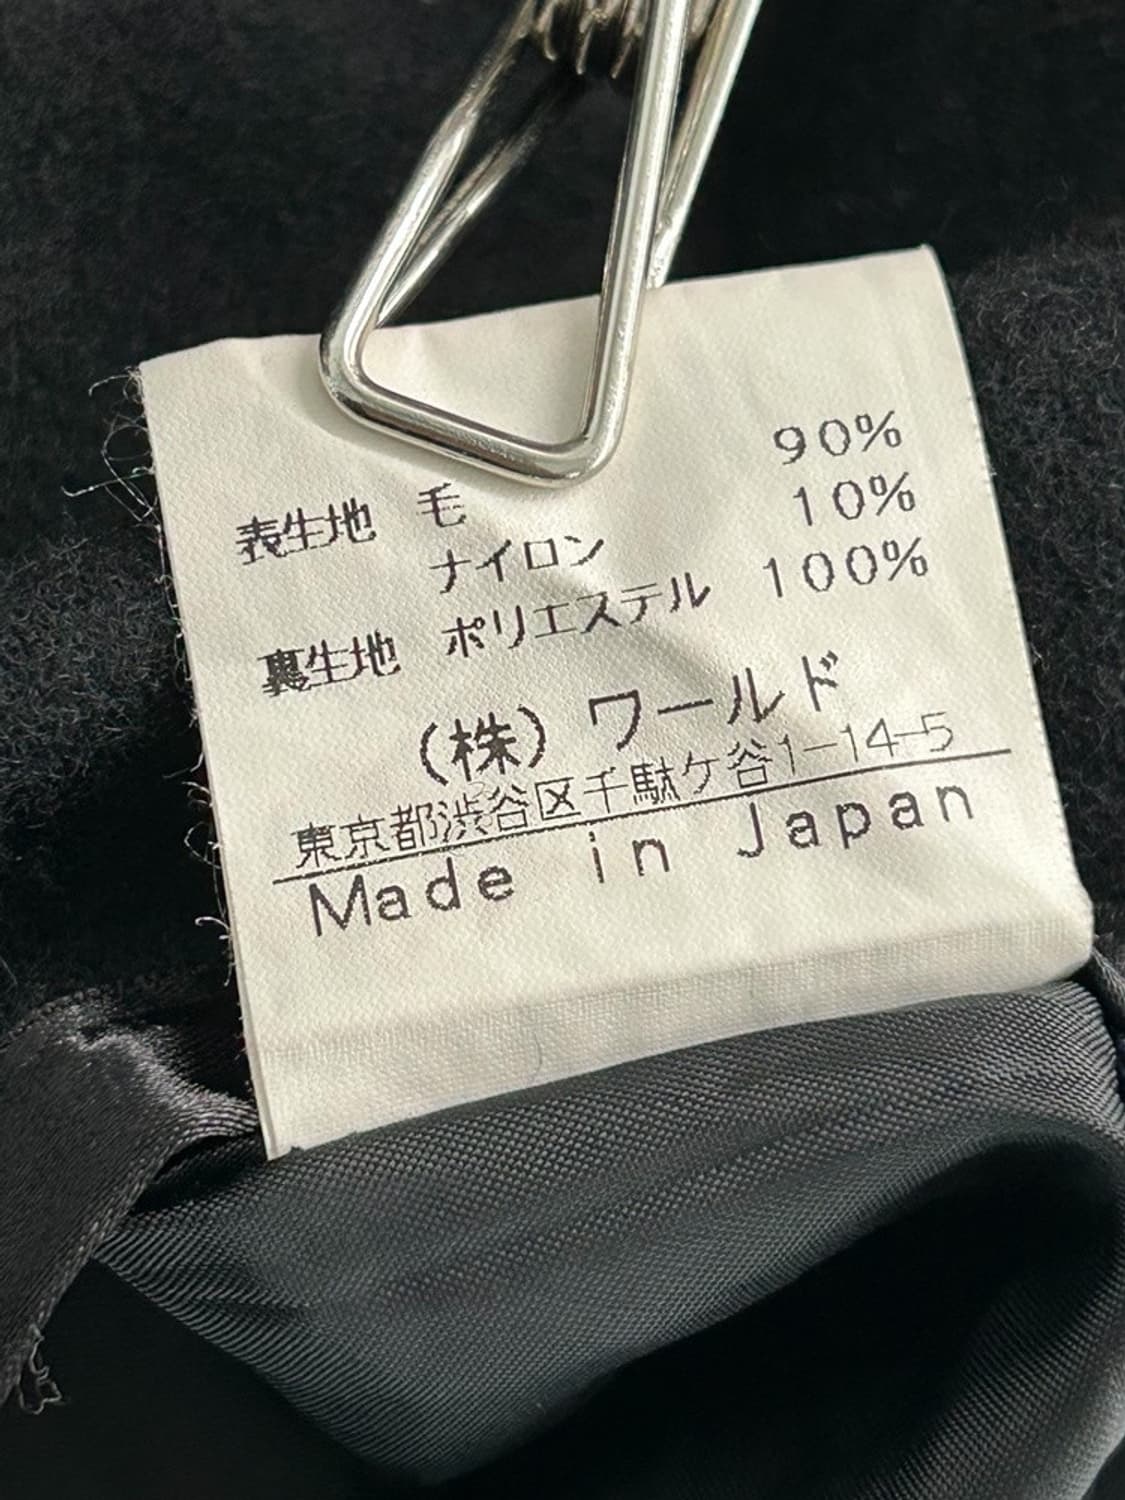 表生地 毛 90%
ナイロン 10%
裏生地 ポリエステル 100%
(株) ワールド
東京都渋谷区千駄ケ谷1-14-5
Made in Japan